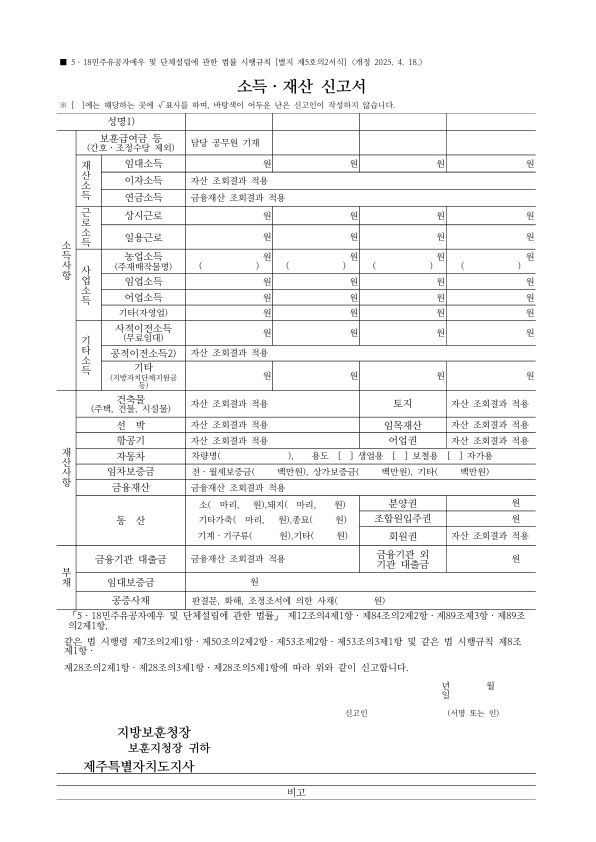 ■ 5ㆍ18민주유공자예우 및 단체설립에 관한 법률 시행규칙 [별지 제5호의2서식] <개정 2025. 4. 18.>
소득ㆍ재산 신고서
※ [ ]에는 해당하는 곳에 √표시를 하며, 바탕색이 어두운 난은 신고인이 작성하지 않습니다.
성명1)
소득사항
보훈급여금 등
(간호ㆍ조정수당 제외)
담당 공무원 기재
재산소득
임대소득 원 원 원 원
이자소득 자산 조회결과 적용
연금소득 금융재산 조회결과 적용
근로소득
상시근로 원 원 원 원
일용근로 원 원 원 원
사업소득
농업소득 원 원 원 원
(주재배작물명) ( ) ( ) ( ) ( )
임업소득 원 원 원 원
어업소득 원 원 원 원
기타(자영업) 원 원 원 원
기타소득
사적이전소득
(무료임대) 원 원 원 원
공적이전소득2) 자산 조회결과 적용
기타
(지방자치단체지원금 등) 원 원 원 원
재산사항
건축물
(주택, 건물, 시설물)
자산 조회결과 적용 토지 자산 조회결과 적용
선 박 자산 조회결과 적용 임목재산 자산 조회결과 적용
항공기 자산 조회결과 적용 어업권 자산 조회결과 적용
자동차 차량명( ), 용도 [ ] 생업용 [ ] 보철용 [ ] 자가용
임차보증금 전ㆍ월세보증금( 백만원), 상가보증금( 백만원), 기타( 백만원)
금융재산 금융재산 조회결과 적용
동 산
소( 마리, 원),돼지( 마리, 원) 분양권 원
기타가축( 마리, 원),종묘( 원) 조합원입주권 원
기계ㆍ기구류( 원),기타( 원) 회원권 자산 조회결과 적용
부채
금융기관 대출금 금융재산 조회결과 적용 금융기관 외
기관 대출금 원
임대보증금 원
공증사채 판결문, 화해, 조정조서에 의한 사채( 원)
「5ㆍ18민주유공자예우 및 단체설립에 관한 법률」 제12조의4제1항ㆍ제84조의2제2항ㆍ제89조제3항ㆍ제89조
의2제1항,
같은 법 시행령 제7조의2제1항ㆍ제50조의2제2항ㆍ제53조제2항ㆍ제53조의3제1항 및 같은 법 시행규칙 제8조
제1항ㆍ
제28조의2제1항ㆍ제28조의3제1항ㆍ제28조의5제1항에 따라 위와 같이 신고합니다.
년 월
일
신고인 (서명 또는 인)
지방보훈청장
보훈지청장 귀하
제주특별자치도지사
비고